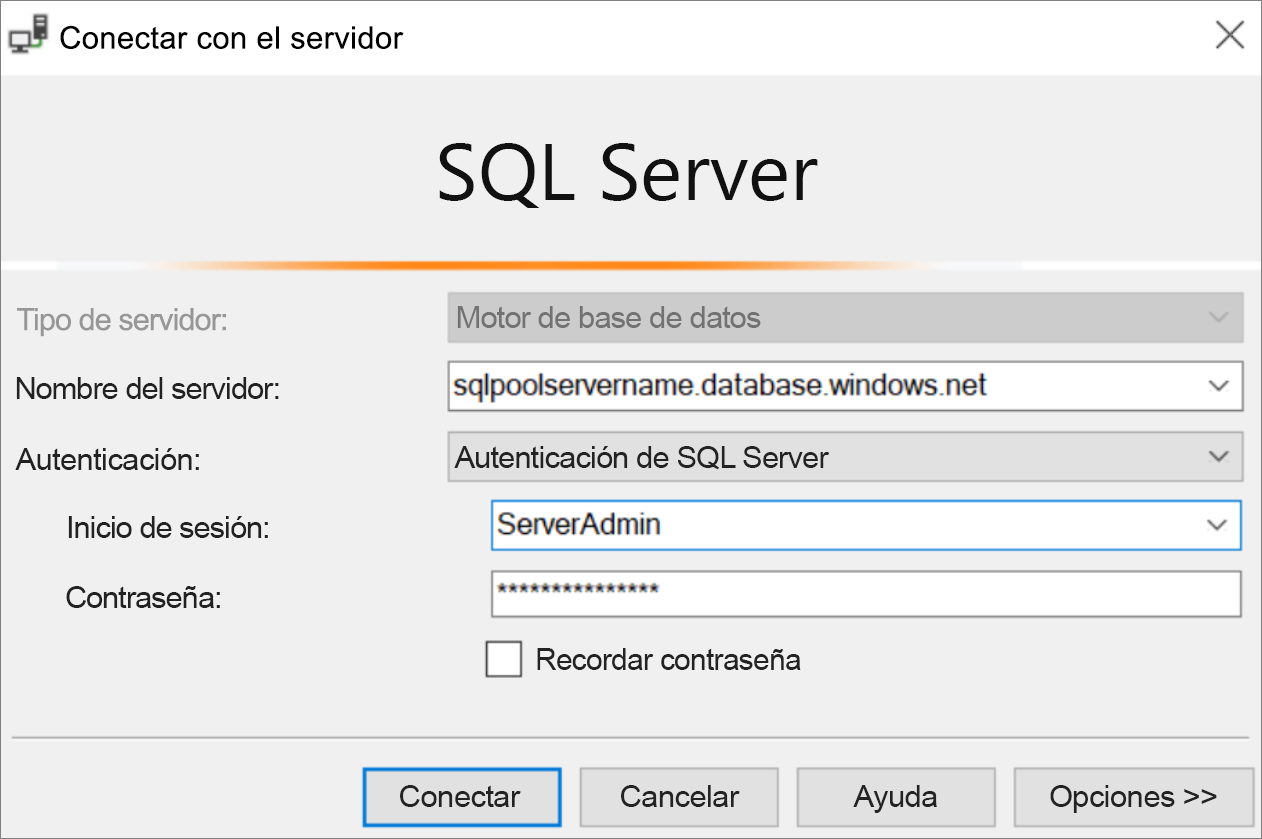 Conectar con el servidor
SQL Server
Tipo de servidor: Motor de base de datos
Nombre del servidor: sqlpoolservername.database.windows.net
Autenticación: Autenticación de SQL Server
Inicio de sesión: ServerAdmin
Contraseña: ***************
Recordar contraseña
Conectar Cancelar Ayuda Opciones >>